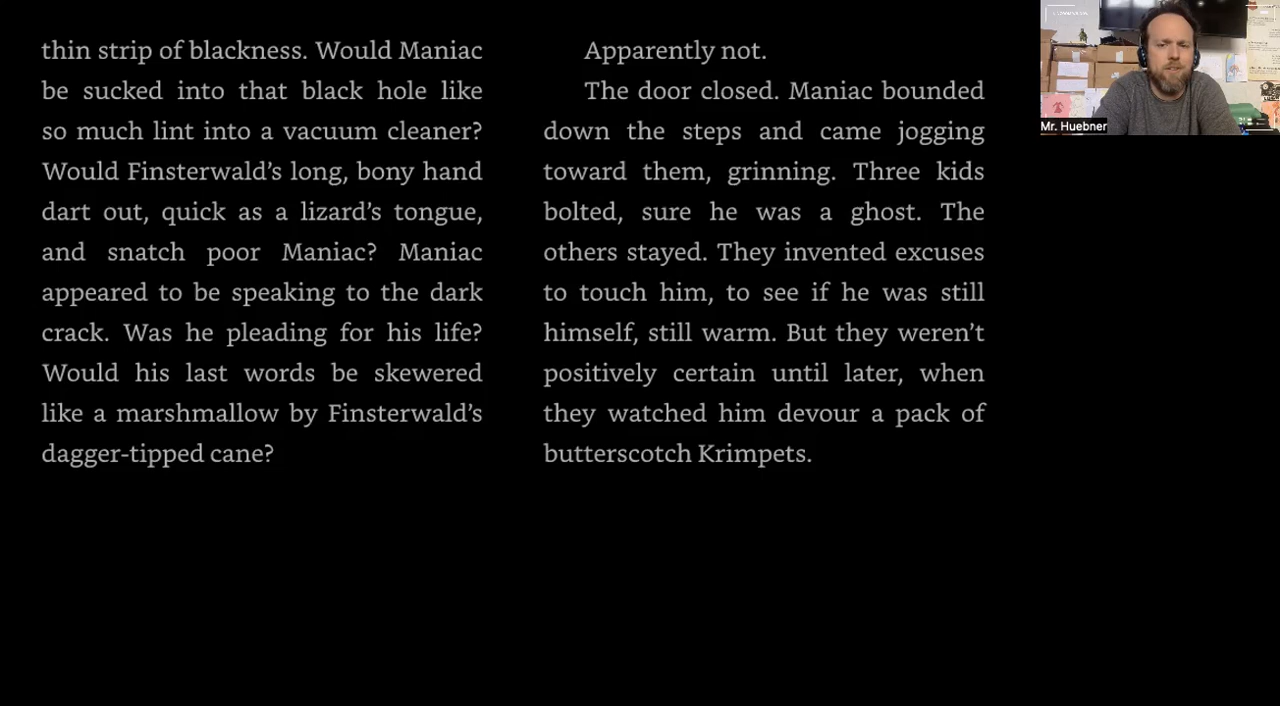 thin strip of blackness. Would Maniac
be sucked into that black hole like
so much lint into a vacuum cleaner?
Would Finsterwald’s long, bony hand
dart out, quick as a lizard’s tongue,
and snatch poor Maniac? Maniac
appeared to be speaking to the dark
crack. Was he pleading for his life?
Would his last words be skewered
like a marshmallow by Finsterwald’s
dagger-tipped cane?
Apparently not.
The door closed. Maniac bounded
down the steps and came jogging
toward them, grinning. Three kids
bolted, sure he was a ghost. The
others stayed. They invented excuses
to touch him, to see if he was still
himself, still warm. But they weren’t
positively certain until later, when
they watched him devour a pack of
butterscotch Krimpets.
Mr. Huebner